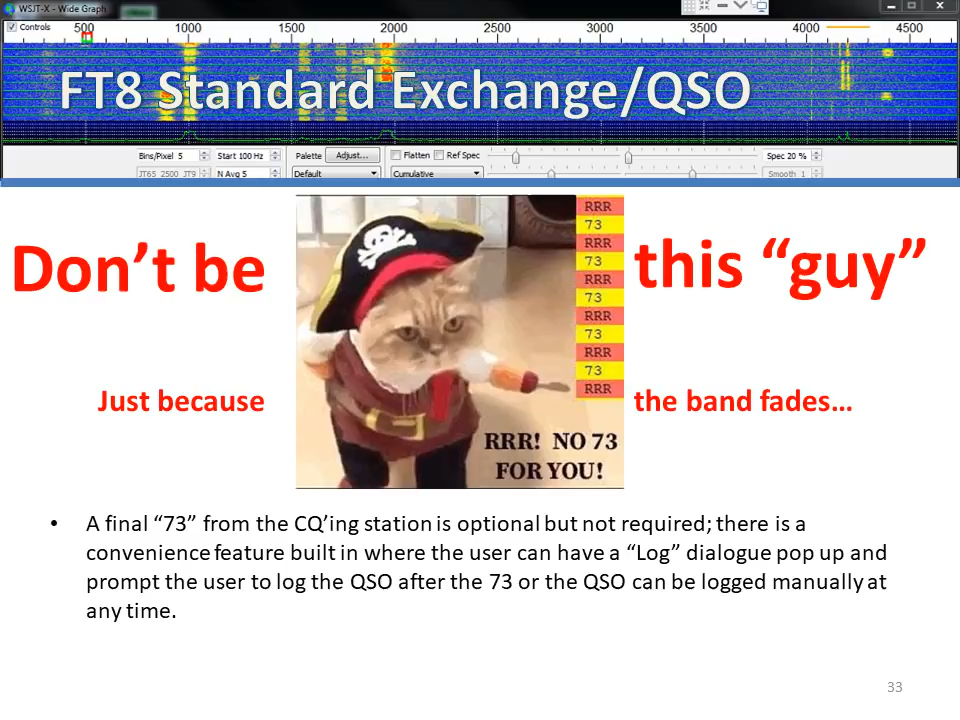 WSJT-X - Wide Graph
Controls 500 1000 1500 2000 2500 3000 3500 4000 4500
FT8 Standard Exchange/QSO
Bins/Pixel 5 Start 100 Hz Palette Adjust... Flatten Ref Spec Spec 20 %
JT65 2500 JT9 N Avg 5 Default Cumulative Smooth 1
Don’t be
this “guy”
RRR
73
RRR
73
RRR
73
RRR
73
RRR
73
RRR
Just because
the band fades…
RRR! NO 73
FOR YOU!
• A final “73” from the CQ’ing station is optional but not required; there is a
convenience feature built in where the user can have a “Log” dialogue pop up and
prompt the user to log the QSO after the 73 or the QSO can be logged manually at
any time.
33